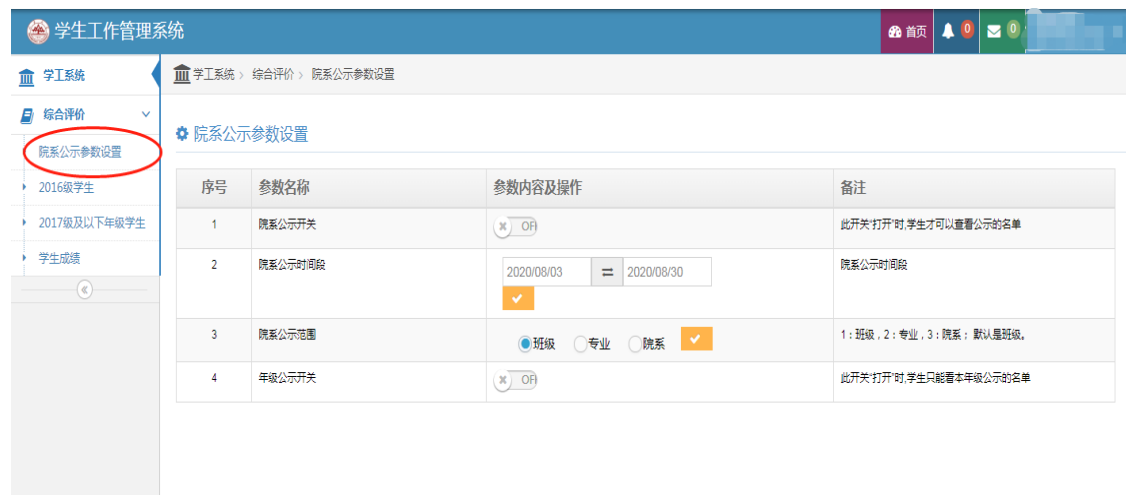 学生工作管理系统
首页 0 0
学工系统
学工系统 > 综合评价 > 院系公示参数设置
综合评价
院系公示参数设置
2016级学生
2017级及以下年级学生
学生成绩
院系公示参数设置
序号 参数名称 参数内容及操作 备注
1 院系公示开关 OFF 此开关“打开”时,学生才可以查看公示的名单
2 院系公示时间段 2020/08/03 2020/08/30 院系公示时间段
3 院系公示范围 班级 专业 院系 1：班级，2：专业，3：院系； 默认是班级。
4 年级公示开关 OFF 此开关“打开”时,学生只能看本年级公示的名单